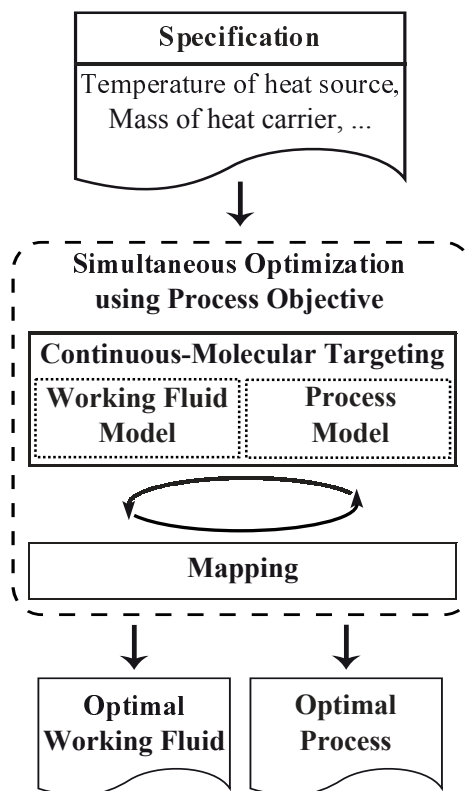 Specification
Temperature of heat source,
Mass of heat carrier, ...
Simultaneous Optimization
using Process Objective
Continuous-Molecular Targeting
Working Fluid
Model
Process
Model
Mapping
Optimal
Working Fluid
Optimal
Process